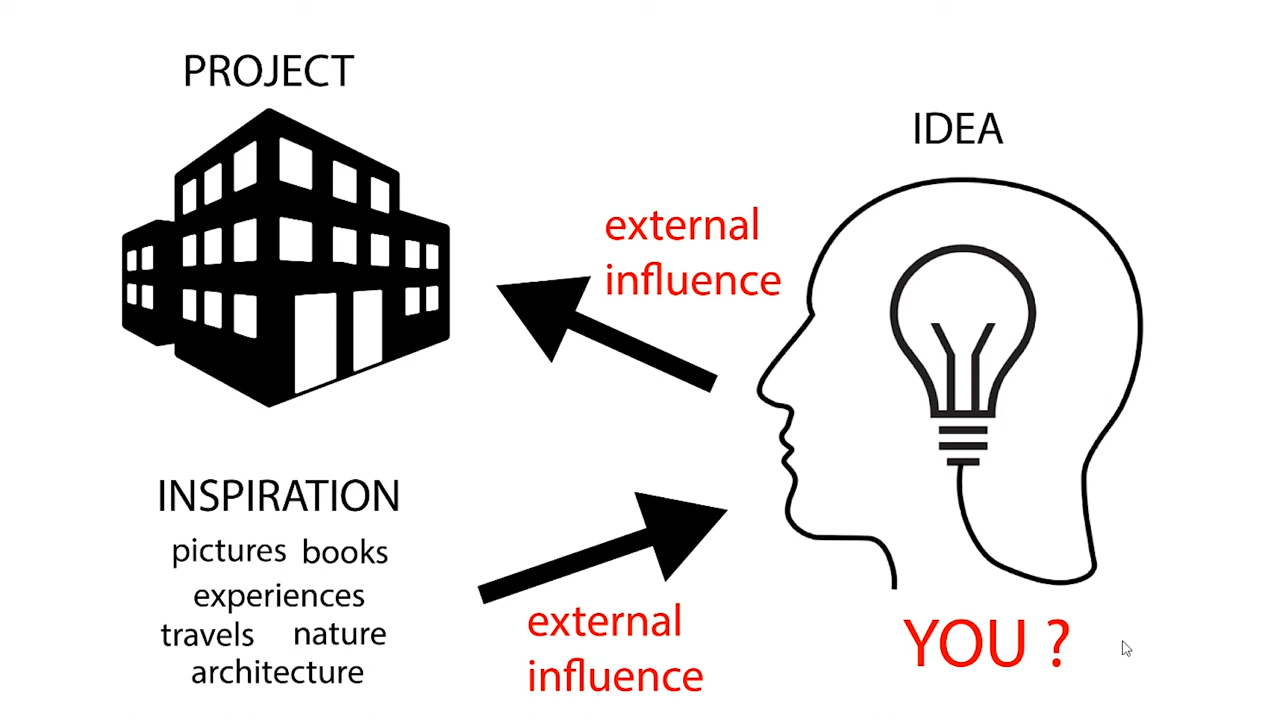 PROJECT
IDEA
external
influence
INSPIRATION
pictures books
experiences
travels nature
architecture
external
influence
YOU ?